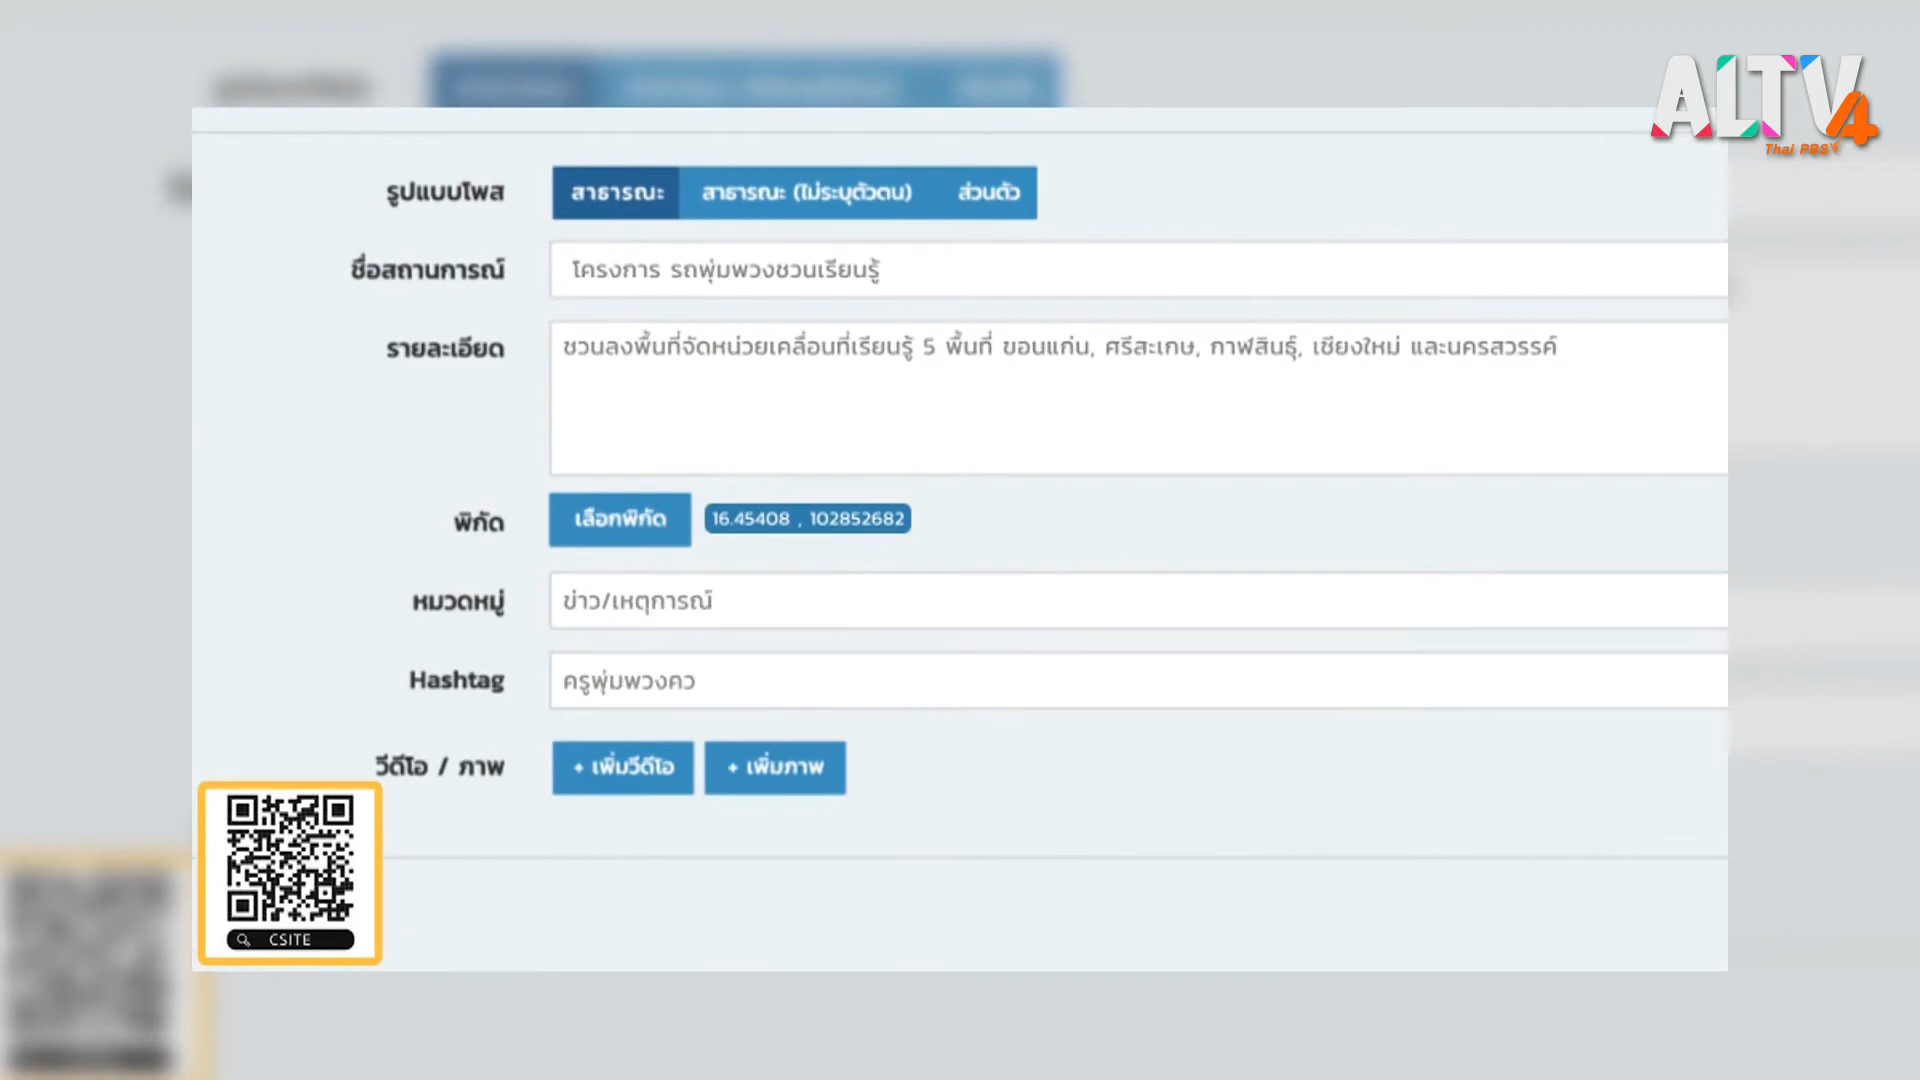 ALTV4
Thai PBS
รูปแบบโพส
สาธารณะ
สาธารณะ (ไม่ระบุตัวตน)
ส่วนตัว
ชื่อสถานการณ์
โครงการ รถพุ่มพวงชวนเรียนรู้
รายละเอียด
ชวนลงพื้นที่จัดหน่วยเคลื่อนที่เรียนรู้ 5 พื้นที่ ขอนแก่น, ศรีสะเกษ, กาฬสินธุ์, เชียงใหม่ และนครสวรรค์
พิกัด
เลือกพิกัด
16.45408 , 102852682
หมวดหมู่
ข่าว/เหตุการณ์
Hashtag
ครูพุ่มพวงคว
วีดีโอ / ภาพ
+ เพิ่มวีดีโอ
+ เพิ่มภาพ
CSITE